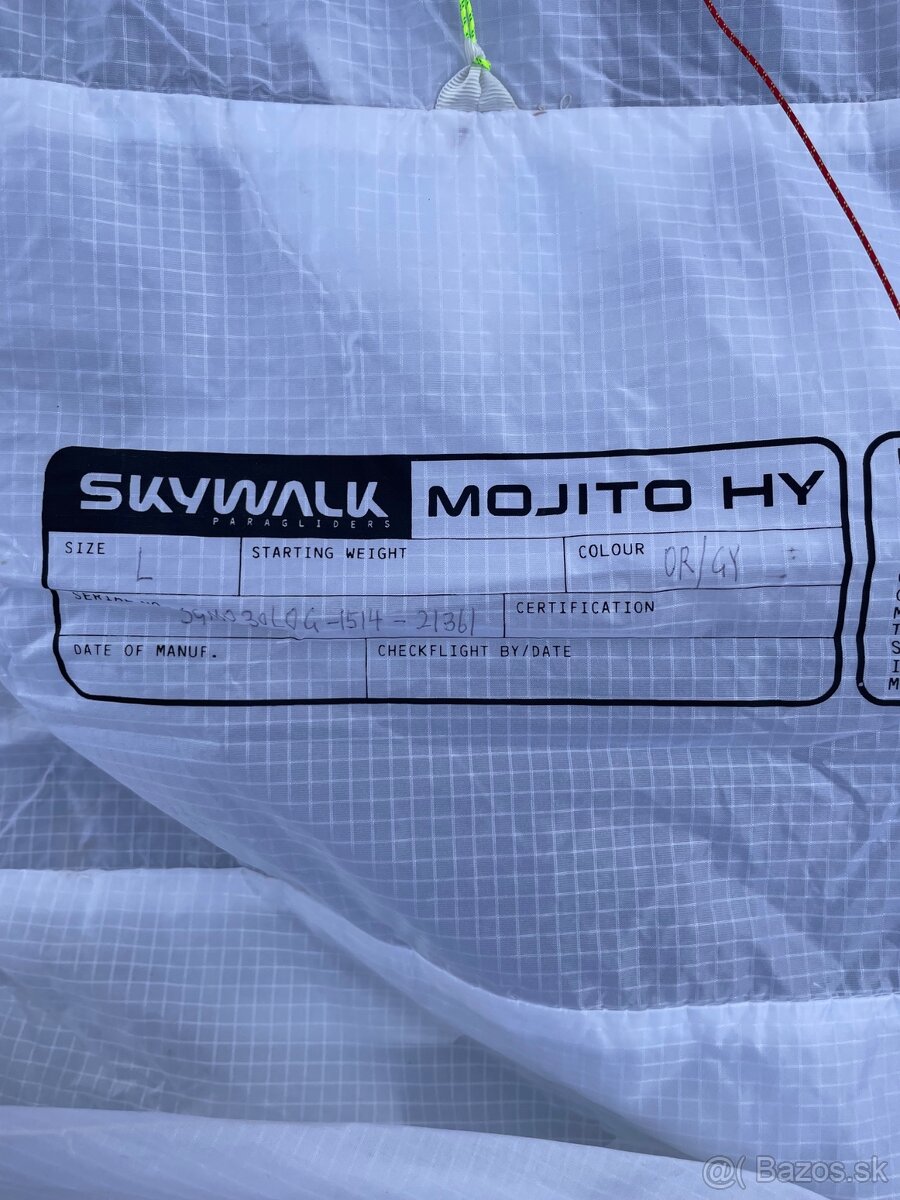 SKYWALK MOJITO HY
PARAGLIDERS
SIZE L STARTING WEIGHT COLOUR OR/GY
CERTIFICATION
DATE OF MANUF. CHECKFLIGHT BY/DATE
@( Bazos.sk